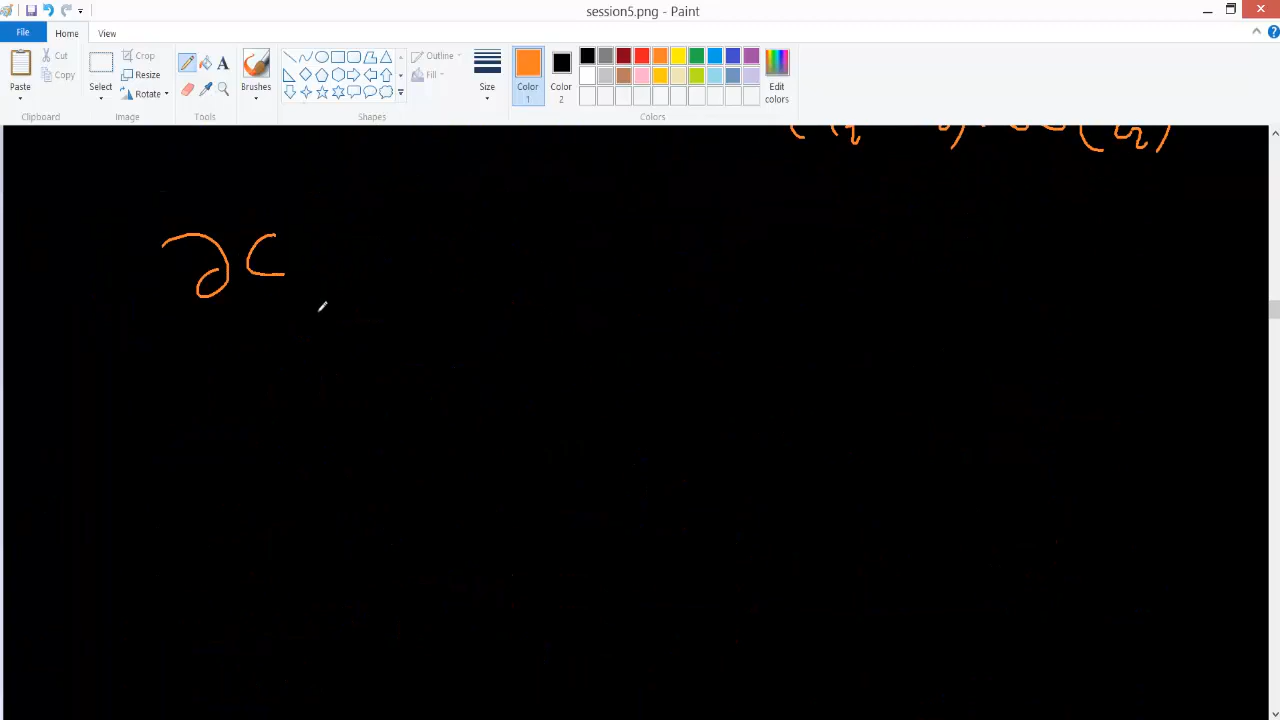 session5.png - Paint
File
Home
View
Paste
Cut
Copy
Clipboard
Select
Crop
Resize
Rotate
Image
A
Tools
Brushes
Outline
Fill
Shapes
Size
Color 1
Color 2
Edit colors
Colors
∂C